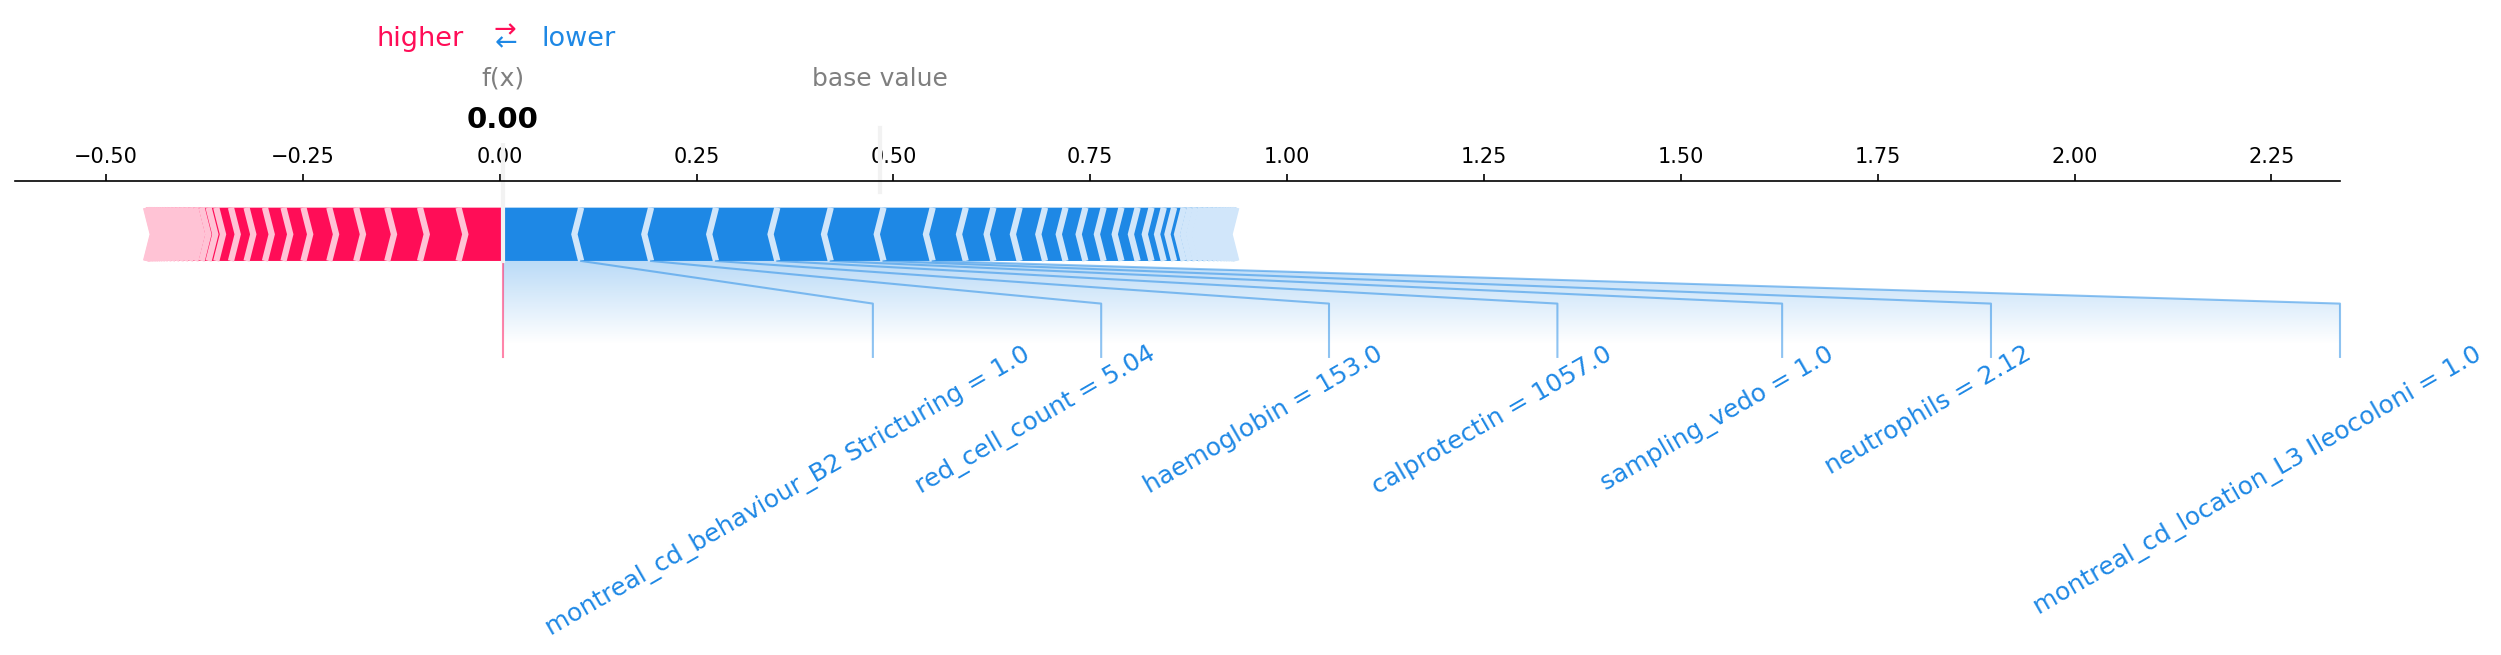 higher ⇄ lower
f(x) base value
0.00
−0.50 −0.25 0.00 0.25 0.50 0.75 1.00 1.25 1.50 1.75 2.00 2.25
montreal_cd_behaviour_B2 Stricturing = 1.0
red_cell_count = 5.04
haemoglobin = 153.0
calprotectin = 1057.0
sampling_vedo = 1.0
neutrophils = 2.12
montreal_cd_location_L3 Ileocoloni = 1.0